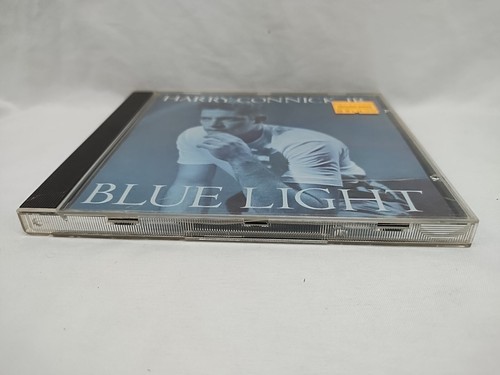 HARRY CONNICK, JR.
BLUE LIGHT